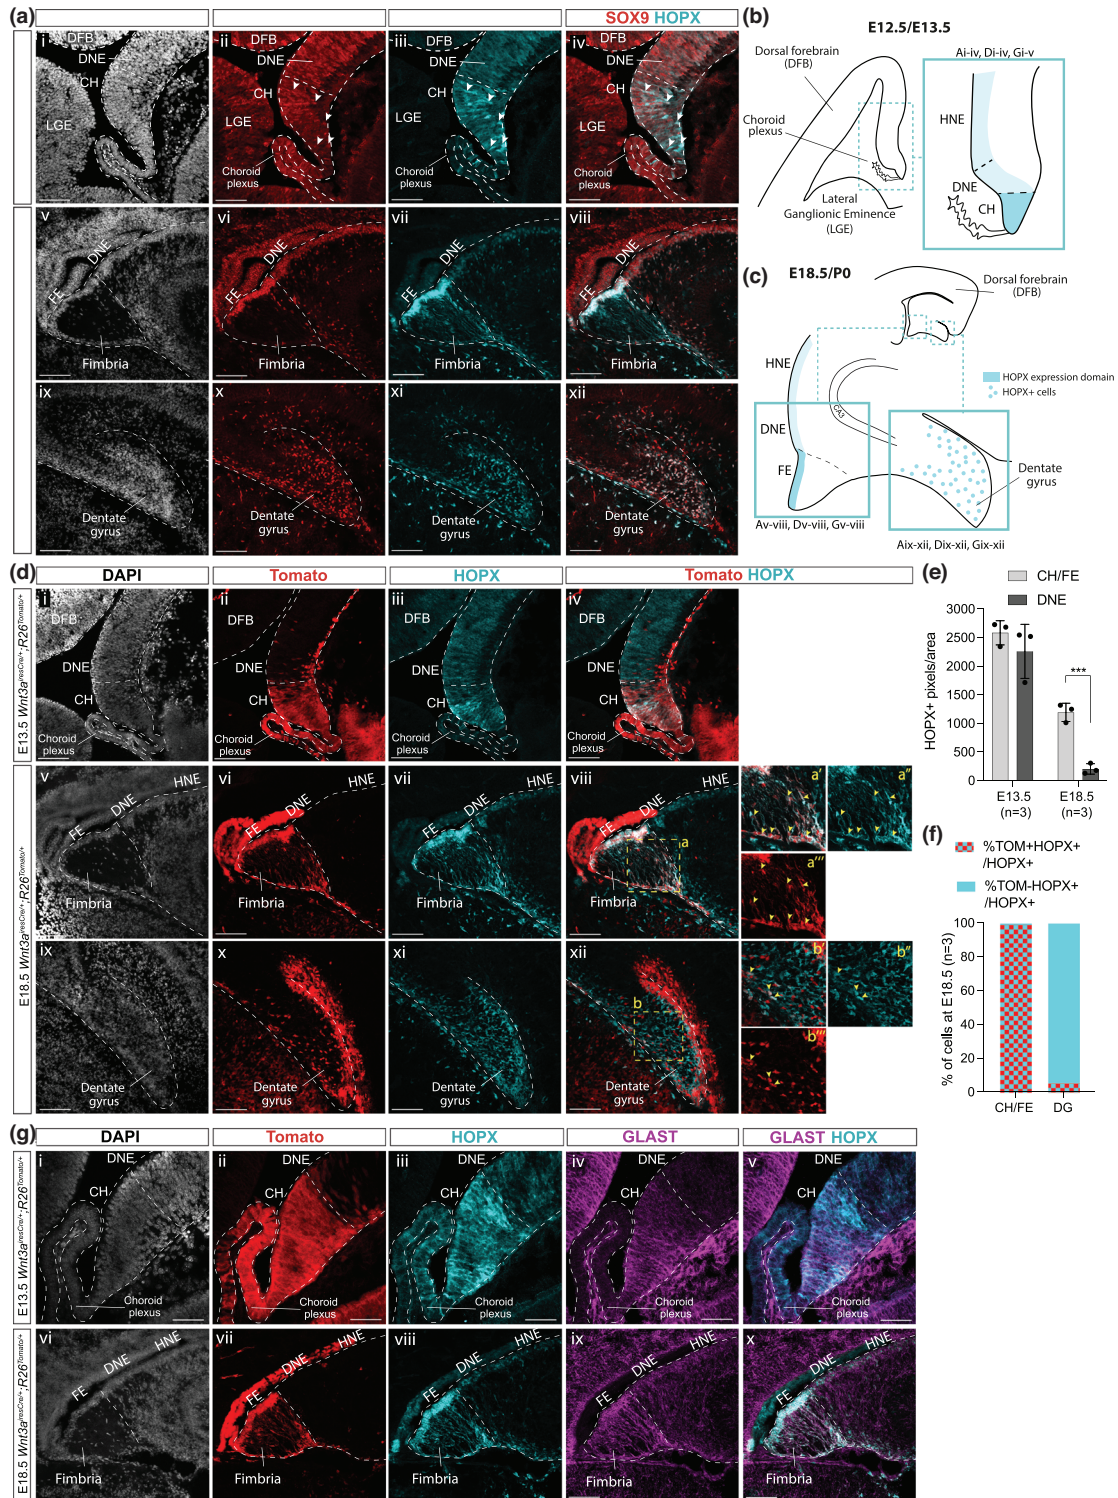 (a)
SOX9 HOPX
i
DFB
DNE
CH
LGE
Choroid
plexus
ii
DFB
DNE
CH
LGE
Choroid
plexus
iii
DFB
DNE
CH
LGE
Choroid
plexus
iv
DFB
DNE
CH
LGE
Choroid
plexus
v
DNE
FE
Fimbria
vi
DNE
FE
Fimbria
vii
DNE
FE
Fimbria
viii
DNE
FE
Fimbria
ix
Dentate
gyrus
x
Dentate
gyrus
xi
Dentate
gyrus
xii
Dentate
gyrus
(b)
E12.5/E13.5
Dorsal forebrain
(DFB)
Choroid
plexus
Lateral
Ganglionic Eminence
(LGE)
Ai-iv, Di-iv, Gi-v
HNE
DNE
CH
(c)
E18.5/P0
Dorsal forebrain
(DFB)
HNE
CA3
HOPX expression domain
HOPX+ cells
DNE
FE
Dentate
gyrus
Av-viii, Dv-viii, Gv-viii
Aix-xii, Dix-xii, Gix-xii
(d)
DAPI
Tomato
HOPX
Tomato HOPX
E13.5 Wnt3a^iresCre/+;R26^Tomato/+
i
DFB
DNE
CH
Choroid
plexus
ii
DFB
DNE
CH
Choroid
plexus
iii
DFB
DNE
CH
Choroid
plexus
iv
DFB
DNE
CH
Choroid
plexus
E18.5 Wnt3a^iresCre/+;R26^Tomato/+
v
HNE
DNE
FE
Fimbria
vi
HNE
DNE
FE
Fimbria
vii
HNE
DNE
FE
Fimbria
viii
HNE
DNE
FE
a
Fimbria
a'
a''
a'''
ix
Dentate
gyrus
x
Dentate
gyrus
xi
Dentate
gyrus
xii
b
Dentate
gyrus
b'
b''
b'''
(e)
CH/FE
DNE
HOPX+ pixels/area
3000
2500
2000
1500
1000
500
0
***
E13.5
(n=3)
E18.5
(n=3)
(f)
%TOM+HOPX+
/HOPX+
%TOM-HOPX+
/HOPX+
% of cells at E18.5 (n=3)
100
80
60
40
20
0
CH/FE
DG
(g)
DAPI
Tomato
HOPX
GLAST
GLAST HOPX
E13.5 Wnt3a^iresCre/+;R26^Tomato/+
i
DNE
CH
Choroid
plexus
ii
DNE
CH
Choroid
plexus
iii
DNE
CH
Choroid
plexus
iv
DNE
CH
Choroid
plexus
v
DNE
CH
Choroid
plexus
E18.5 Wnt3a^iresCre/+;R26^Tomato/+
vi
HNE
DNE
FE
Fimbria
vii
HNE
DNE
FE
Fimbria
viii
HNE
DNE
FE
Fimbria
ix
HNE
DNE
FE
Fimbria
x
HNE
DNE
FE
Fimbria